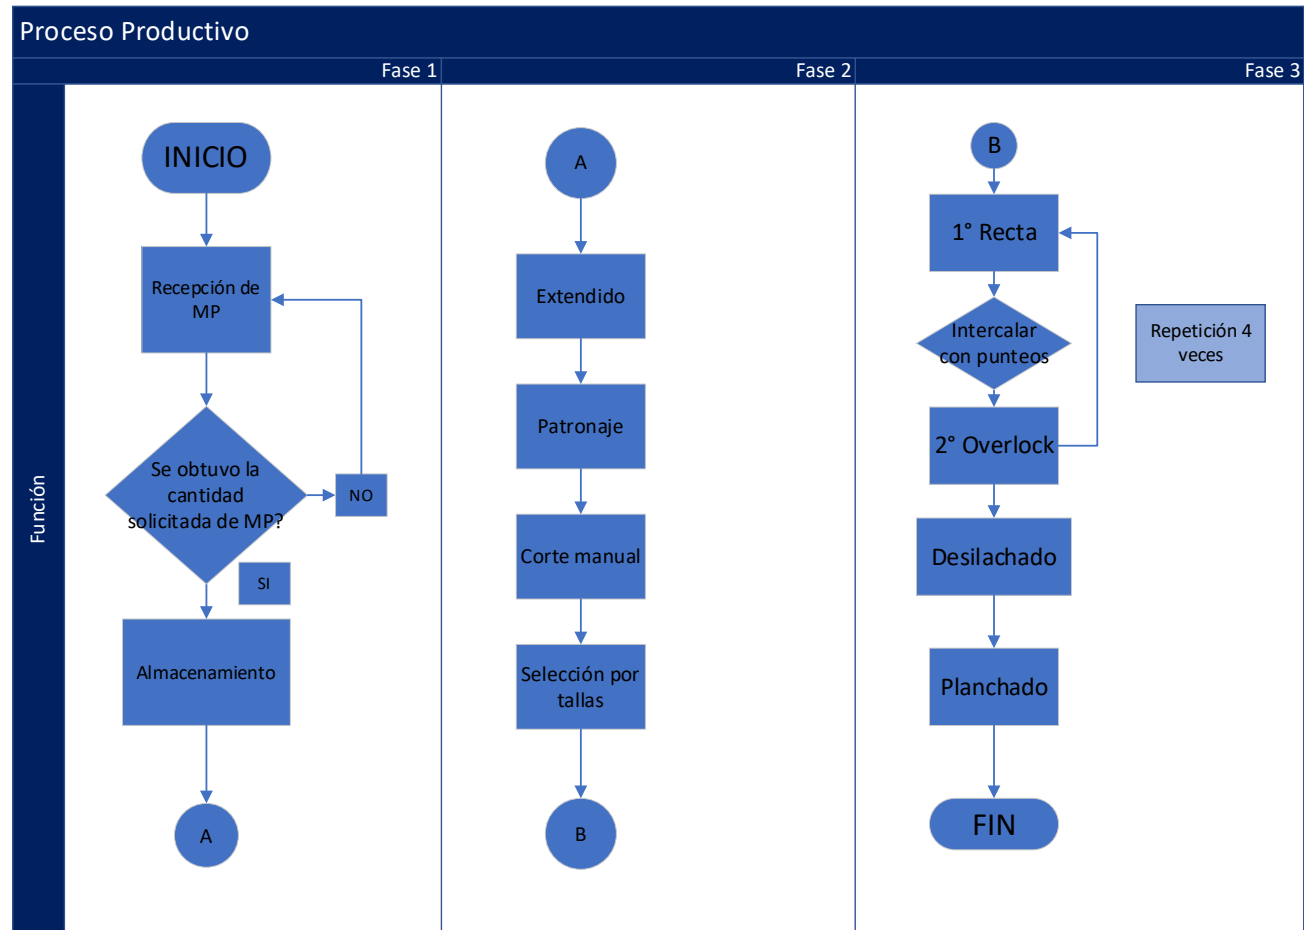 Proceso Productivo
Fase 1
Fase 2
Fase 3
Función
INICIO
Recepción de
MP
Se obtuvo la
cantidad
solicitada de MP?
NO
SI
Almacenamiento
A
A
Extendido
Patronaje
Corte manual
Selección por
tallas
B
B
1° Recta
Intercalar
con punteos
2° Overlock
Repetición 4
veces
Desilachado
Planchado
FIN